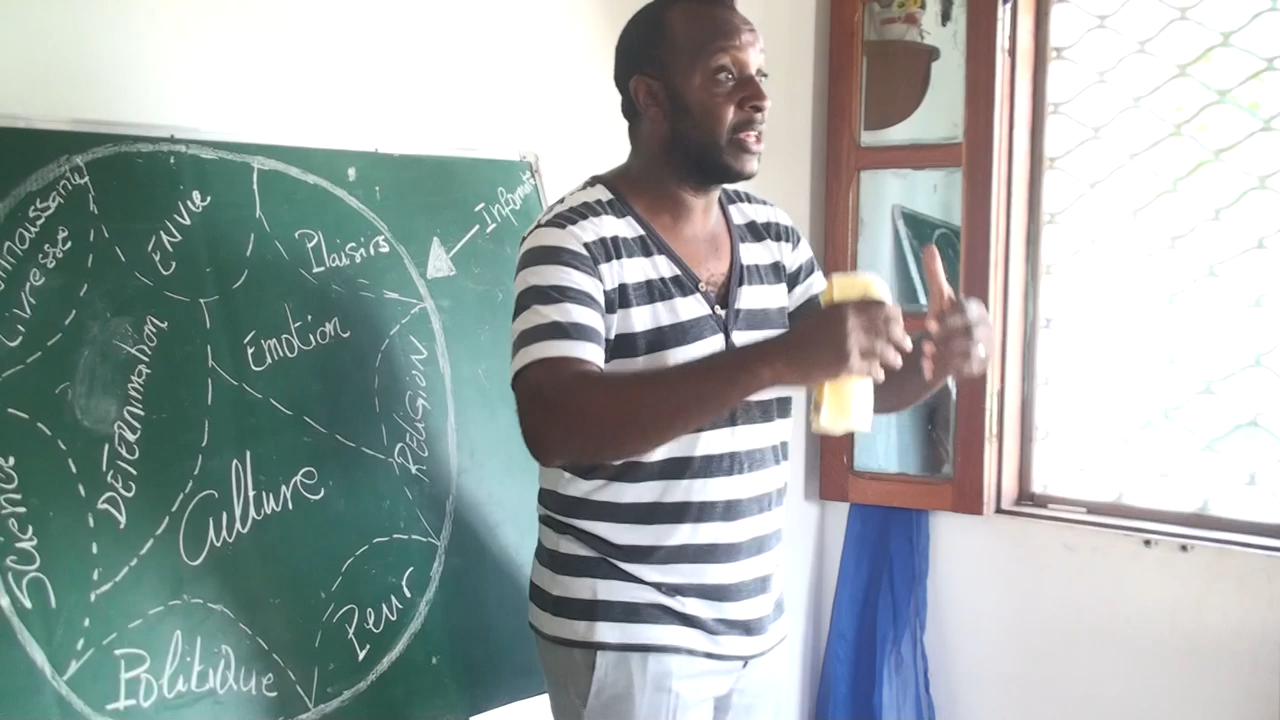 Livresse
ENVie
Plaisirs
Emotion
DÉTERMINATION
RELIGION
Culture
Science
Peur
Politique